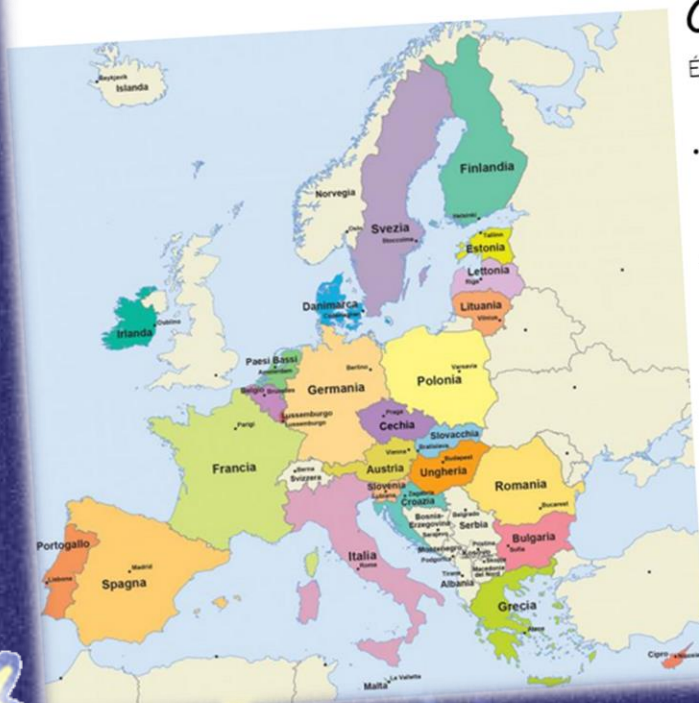 É
Reykjavik
Islanda
Finlandia
Norvegia
Svezia
Oslo
Helsinki
Stoccolma
Tallinn
Estonia
Lettonia
Riga
Danimarca
Copenaghen
Lituania
Vilnius
Irlanda
Dublino
Paesi Bassi
Amsterdam
Berlino
Germania
Varsavia
Polonia
Belgio
Bruxelles
Lussemburgo
Lussemburgo
Praga
Cechia
Parigi
Slovacchia
Bratislava
Vienna
Francia
Berna
Svizzera
Austria
Budapest
Ungheria
Slovenia
Lubiana
Zagabria
Croazia
Romania
Bucarest
Bosnia-
Erzegovina
Sarajevo
Belgrado
Serbia
Portogallo
Lisbona
Madrid
Spagna
Italia
Roma
Montenegro
Podgorica
Pristina
Kosovo
Bulgaria
Sofia
Skopje
Macedonia
del Nord
Tirana
Albania
Grecia
Atene
Cipro
Nicosia
Malta
La Valletta